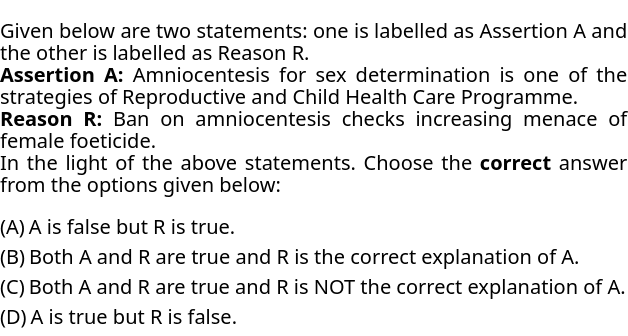 Given below are two statements: one is labelled as Assertion A and
the other is labelled as Reason R.
Assertion A: Amniocentesis for sex determination is one of the
strategies of Reproductive and Child Health Care Programme.
Reason R: Ban on amniocentesis checks increasing menace of
female foeticide.
In the light of the above statements. Choose the correct answer
from the options given below:
(A) A is false but R is true.
(B) Both A and R are true and R is the correct explanation of A.
(C) Both A and R are true and R is NOT the correct explanation of A.
(D) A is true but R is false.